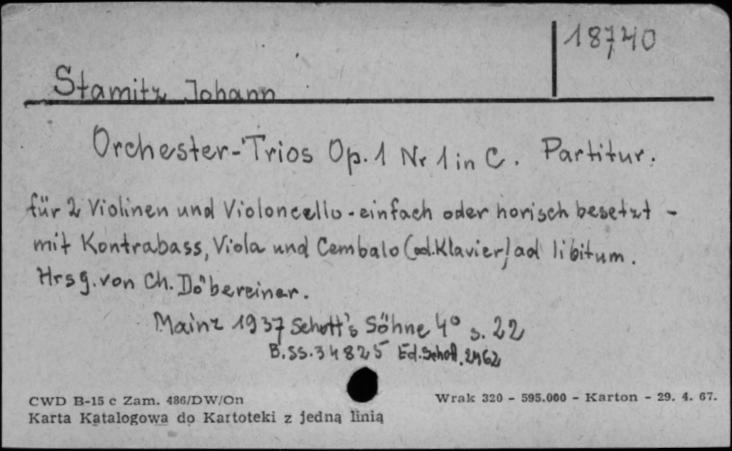 18740
Stamitz Johann
Orchester-Trios Op. 1 Nr 1 in C. Partitur.
für 2 Violinen und Violoncello - einfach oder horisch besetzt -
mit Kontrabass, Viola und Cembalo (od. Klavier) ad libitum.
Hrsg. von Ch. Döbereiner.
Mainz 1937 Schott's Söhne 4° s. 22
B.SS. 34825 Ed. Schott. 2462
CWD B-15 c Zam. 486/DW/On
Wrak 320 - 595.000 - Karton - 29. 4. 67.
Karta Katalogowa do Kartoteki z jedną linią